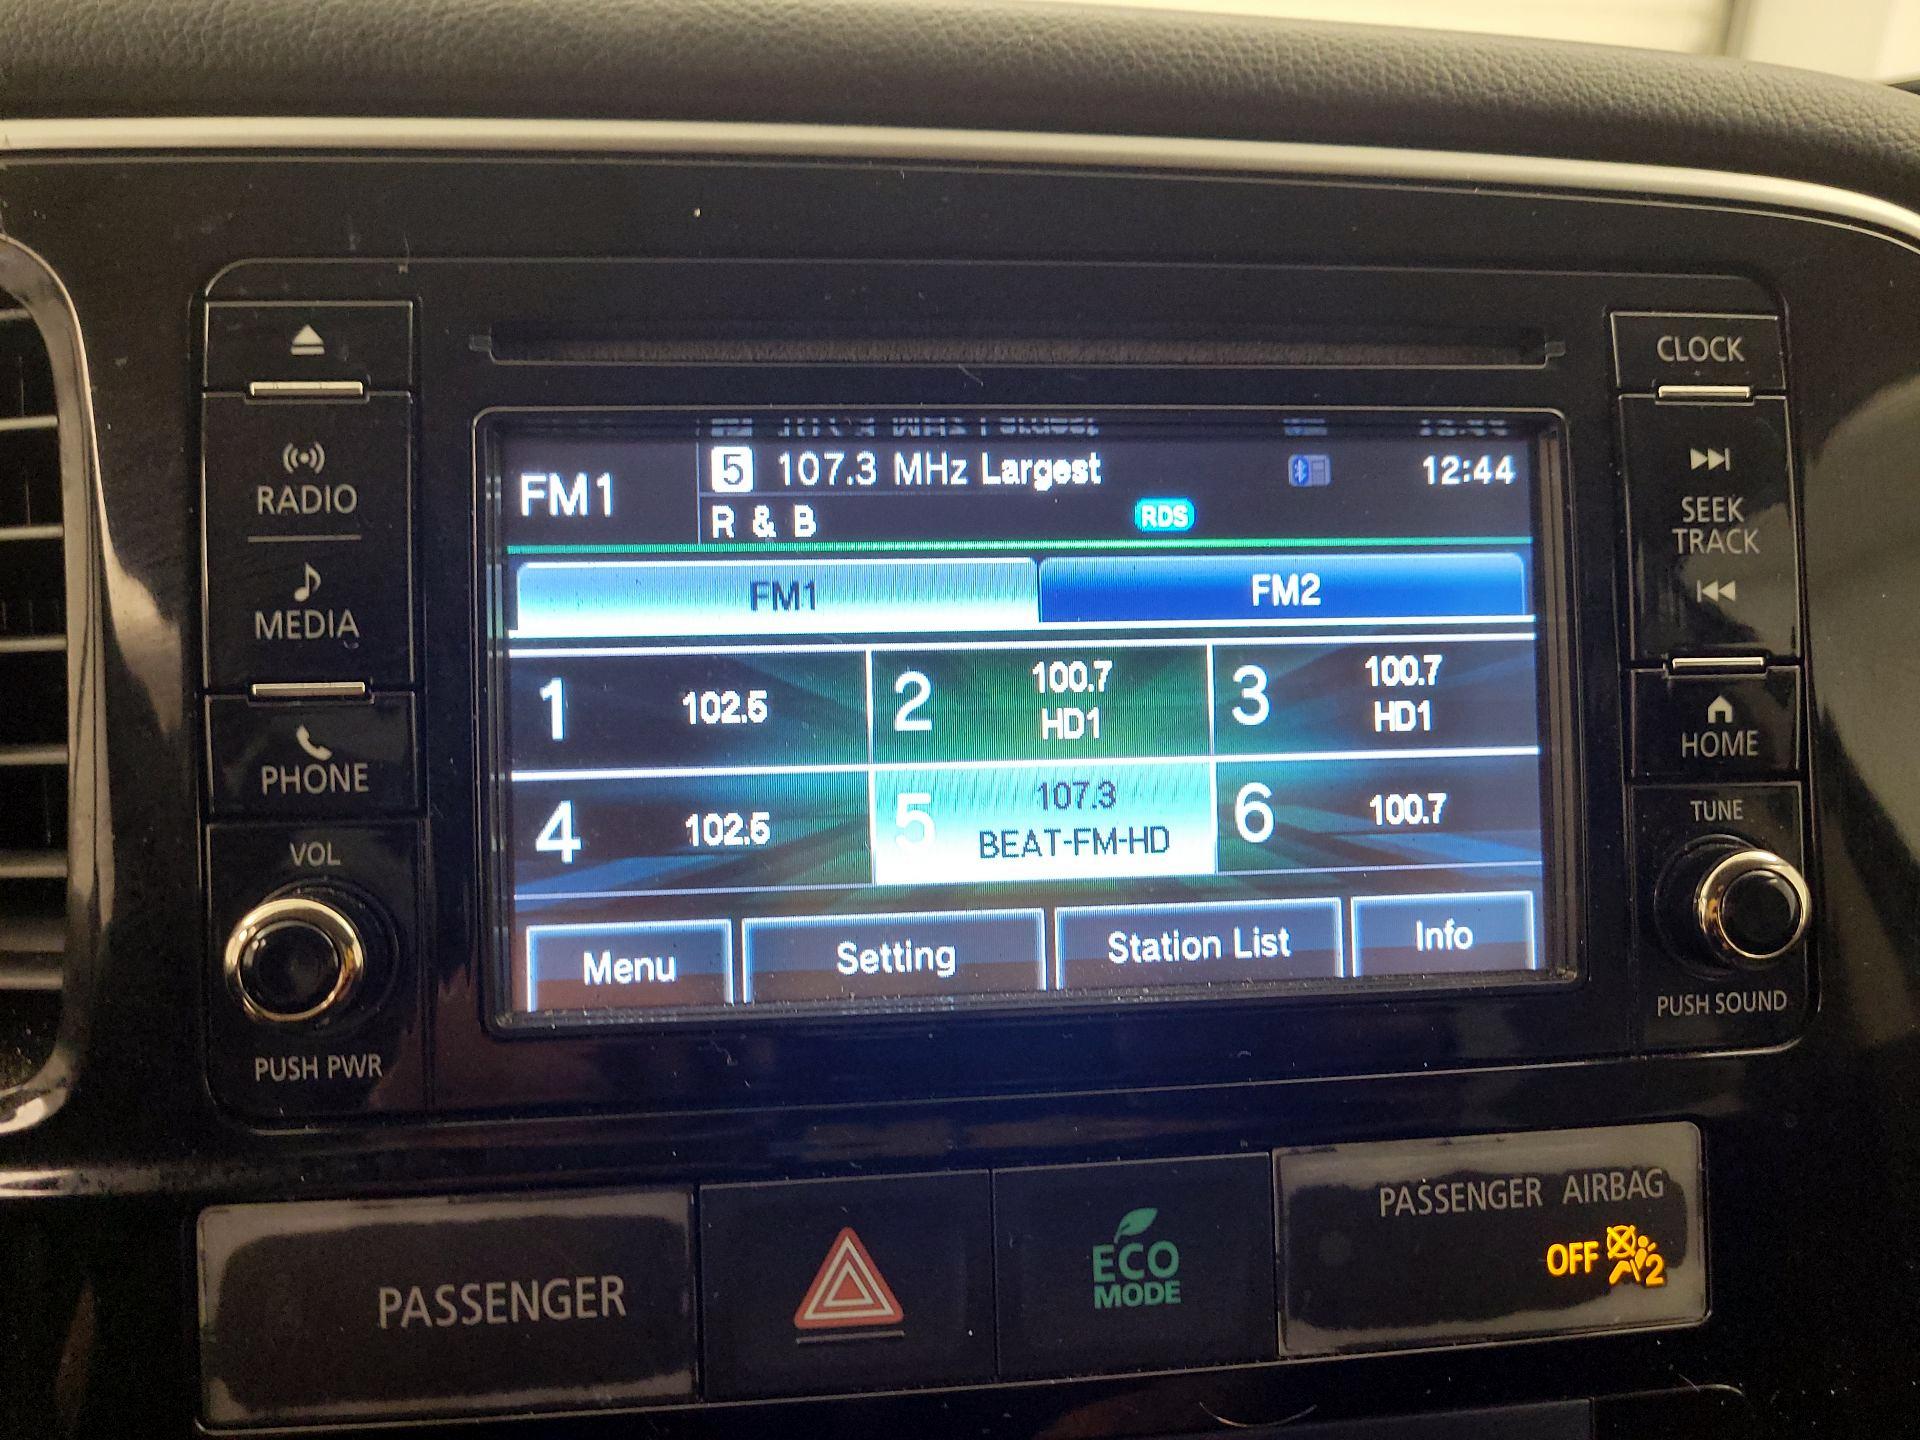 CLOCK
RADIO
MEDIA
PHONE
VOL
PUSH PWR
FM1
5 107.3 MHz Largest
12:44
R & B
RDS
FM1
FM2
1 102.5
2 100.7
HD1
3 100.7
HD1
4 102.5
5 107.3
BEAT-FM-HD
6 100.7
Menu
Setting
Station List
Info
SEEK
TRACK
HOME
TUNE
PUSH SOUND
PASSENGER
ECO
MODE
PASSENGER AIRBAG
OFF 2